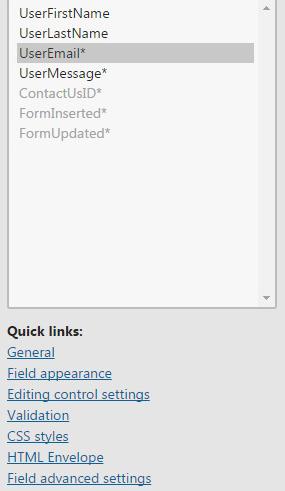 UserFirstName
UserLastName
UserEmail*
UserMessage*
ContactUsID*
FormInserted*
FormUpdated*
Quick links:
General
Field appearance
Editing control settings
Validation
CSS styles
HTML Envelope
Field advanced settings